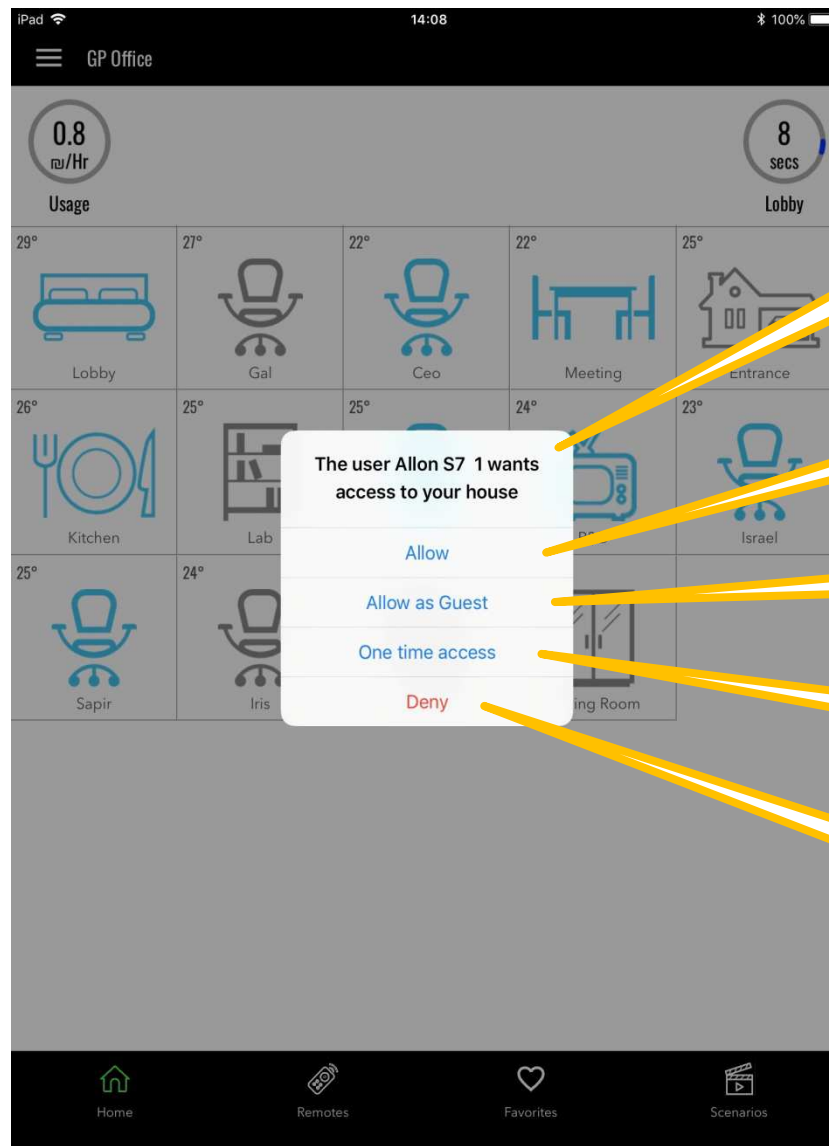 iPad 14:08 100%
GP Office
0.8 8
₪/Hr secs
Usage Lobby
29° 27° 22° 22° 25°
Lobby Gal Ceo Meeting Entrance
26° 25° 25° 24° 23°
The user Allon S7 1 wants
access to your house
Kitchen Lab Israel
Allow
25° 24°
Allow as Guest
One time access
Sapir Iris Deny ing Room
Home Remotes Favorites Scenarios